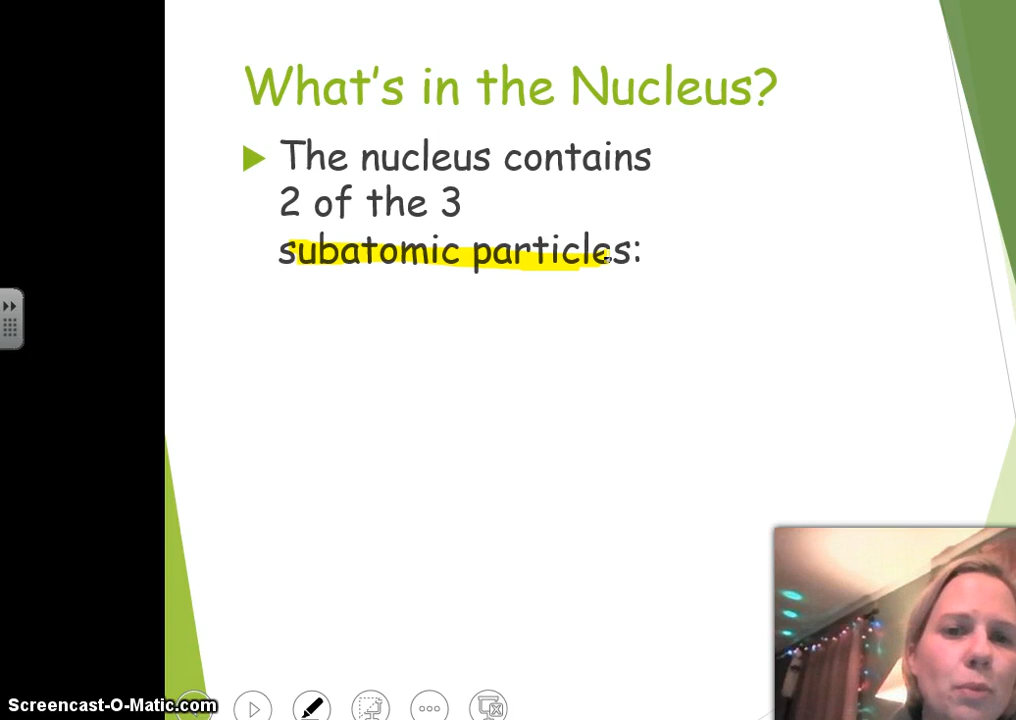 What's in the Nucleus?
The nucleus contains
2 of the 3
subatomic particles:
Screencast-O-Matic.com